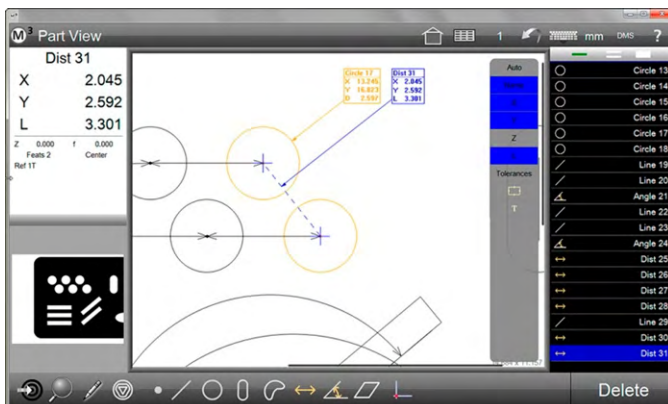 M3 Part View
1
mm
DMS
?
Dist 31
X 2.045
Y 2.592
L 3.301
Z 0.000 f 0.000
Feats 2 Center
Ref 1T
Circle 17
X 13.245
Y 16.023
D 2.597
Dist 31
X 2.045
Y 2.592
L 3.301
Auto
Z
Tolerances
T
Circle 13
Circle 14
Circle 15
Circle 16
Circle 17
Circle 18
Line 19
Line 20
Angle 21
Line 22
Line 23
Angle 24
Dist 25
Dist 26
Dist 27
Dist 28
Line 29
Dist 30
Dist 31
Delete